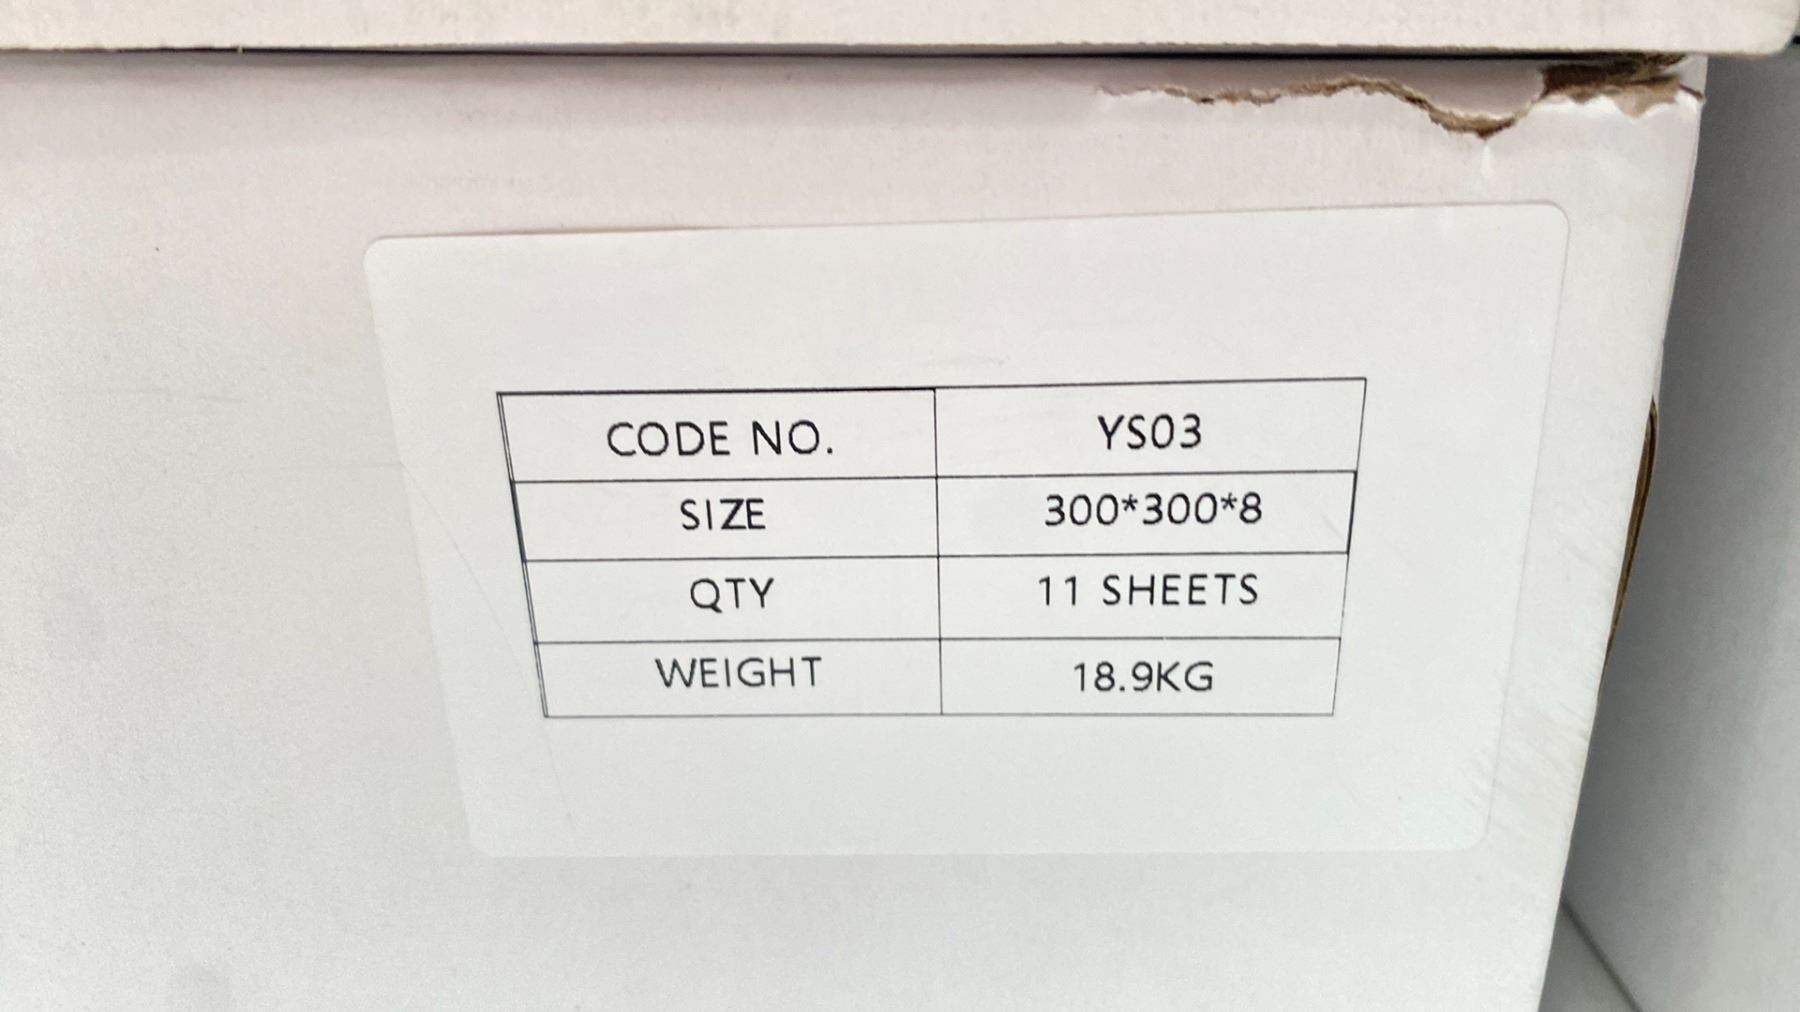 CODE NO. YS03
SIZE 300*300*8
QTY 11 SHEETS
WEIGHT 18.9KG